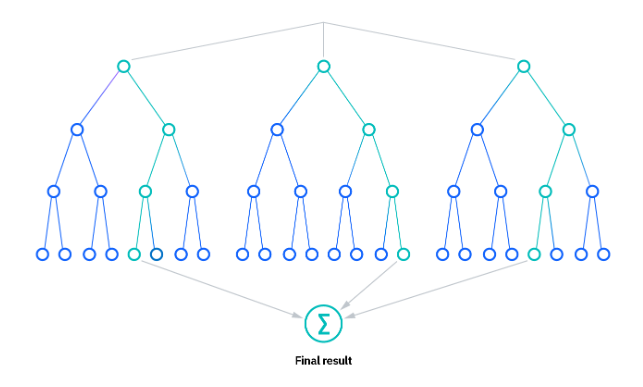 Σ
Final result